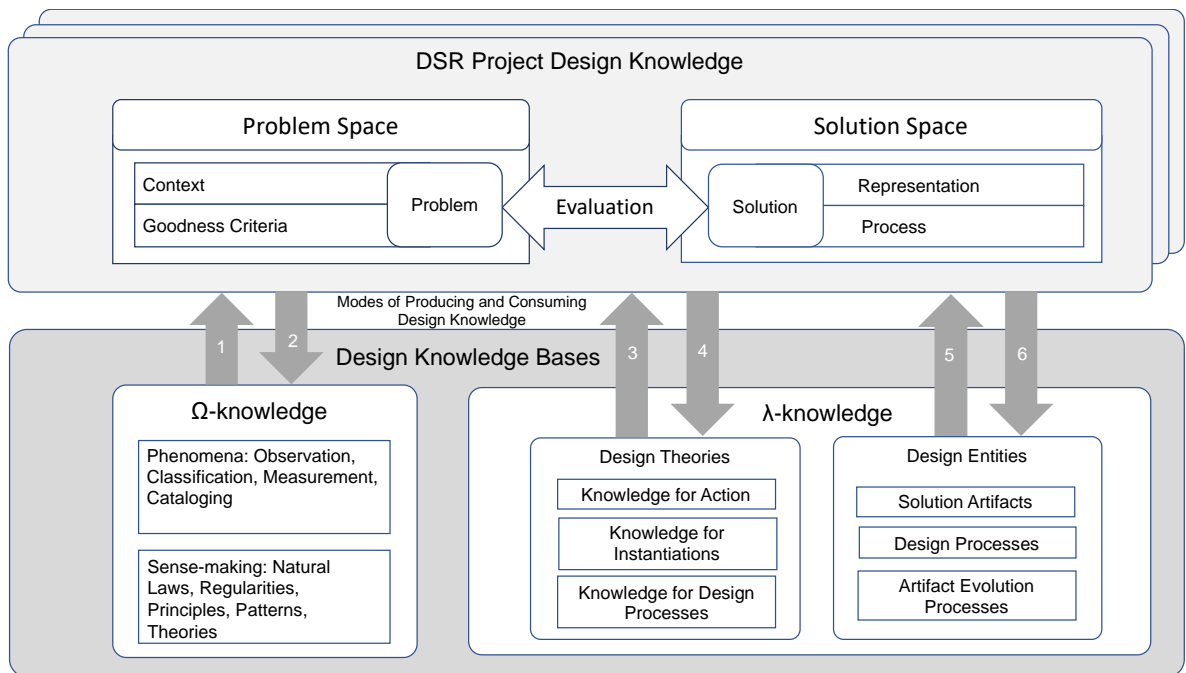 DSR Project Design Knowledge
Problem Space
Context
Goodness Criteria
Problem
Evaluation
Solution Space
Solution
Representation
Process
Modes of Producing and Consuming
Design Knowledge
1
2
3
4
5
6
Design Knowledge Bases
Ω-knowledge
Phenomena: Observation,
Classification, Measurement,
Cataloging
Sense-making: Natural
Laws, Regularities,
Principles, Patterns,
Theories
λ-knowledge
Design Theories
Knowledge for Action
Knowledge for
Instantiations
Knowledge for Design
Processes
Design Entities
Solution Artifacts
Design Processes
Artifact Evolution
Processes